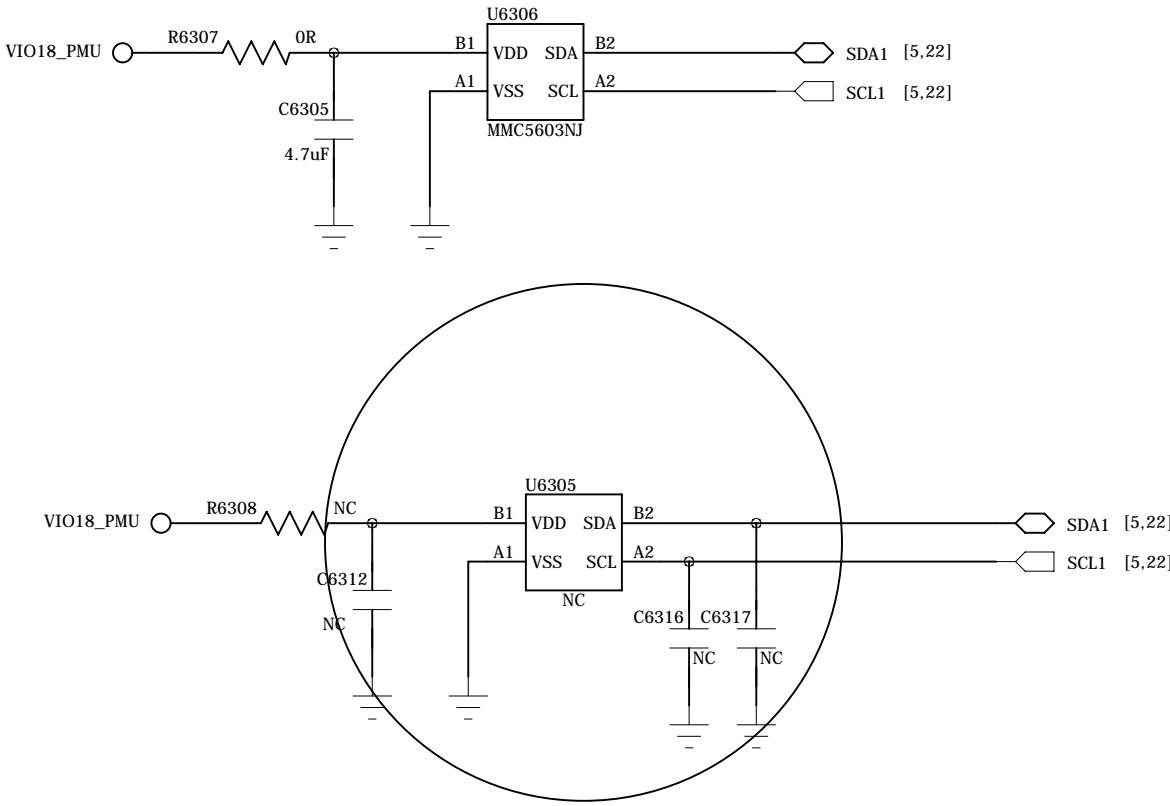 U6306
VIO18_PMU R6307 0R B1 VDD SDA B2 SDA1 [5,22]
A1 VSS SCL A2 SCL1 [5,22]
C6305
MMC5603NJ
4.7uF
U6305
VIO18_PMU R6308 NC B1 VDD SDA B2 SDA1 [5,22]
A1 VSS SCL A2 SCL1 [5,22]
C6312
NC
C6316 C6317
NC
NC NC